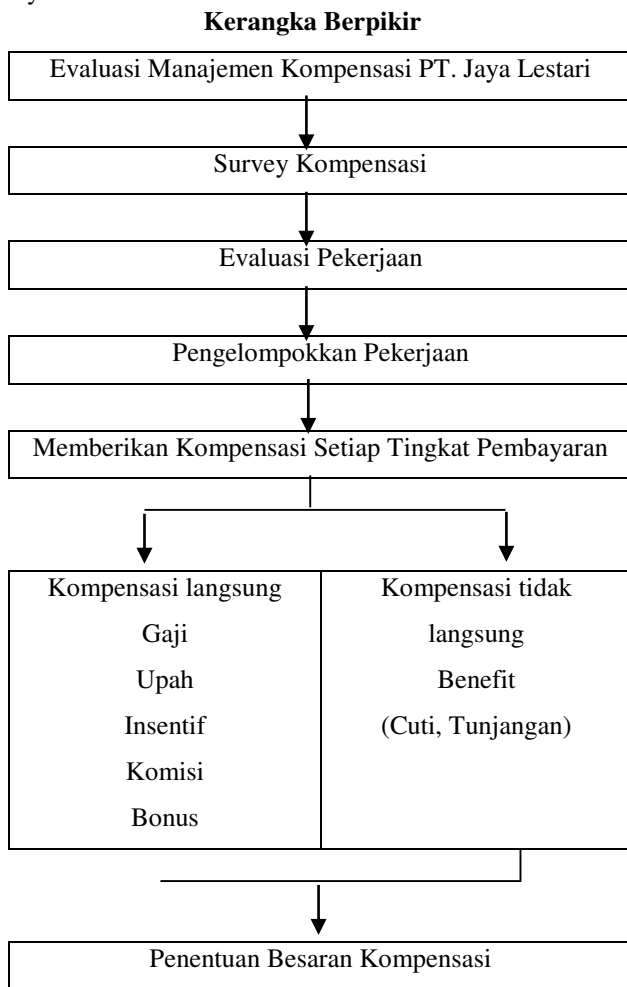 Kerangka Berpikir
Evaluasi Manajemen Kompensasi PT. Jaya Lestari
Survey Kompensasi
Evaluasi Pekerjaan
Pengelompokkan Pekerjaan
Memberikan Kompensasi Setiap Tingkat Pembayaran
Kompensasi langsung
Gaji
Upah
Insentif
Komisi
Bonus
Kompensasi tidak
langsung
Benefit
(Cuti, Tunjangan)
Penentuan Besaran Kompensasi